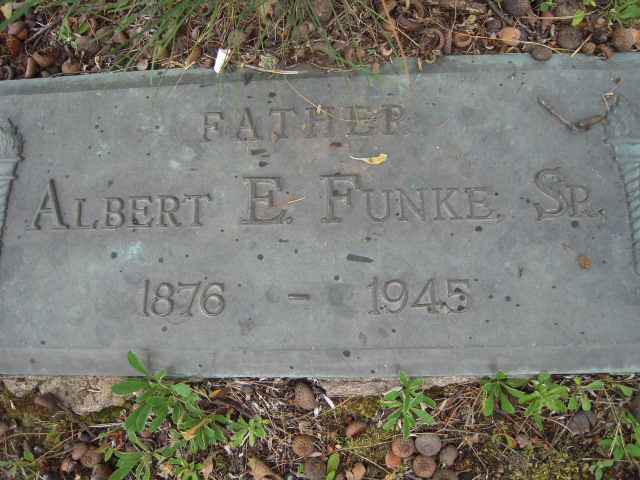 FATHER
ALBERT E. FUNKE, SR.
1876 - 1945